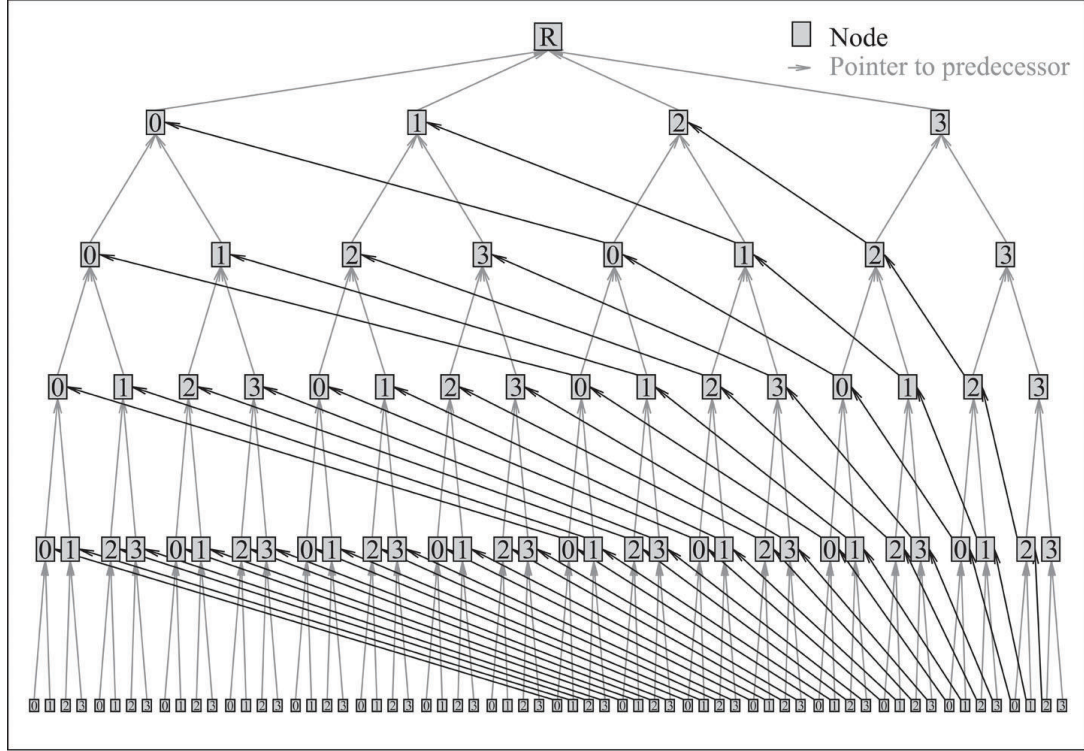 R
Node
Pointer to predecessor
0 1 2 3
0 1 2 3 0 1 2 3
0 1 2 3 0 1 2 3 0 1 2 3 0 1 2 3
0 1 2 3 0 1 2 3 0 1 2 3 0 1 2 3 0 1 2 3 0 1 2 3 0 1 2 3 0 1 2 3
0 1 2 3 0 1 2 3 0 1 2 3 0 1 2 3 0 1 2 3 0 1 2 3 0 1 2 3 0 1 2 3 0 1 2 3 0 1 2 3 0 1 2 3 0 1 2 3 0 1 2 3 0 1 2 3 0 1 2 3 0 1 2 3